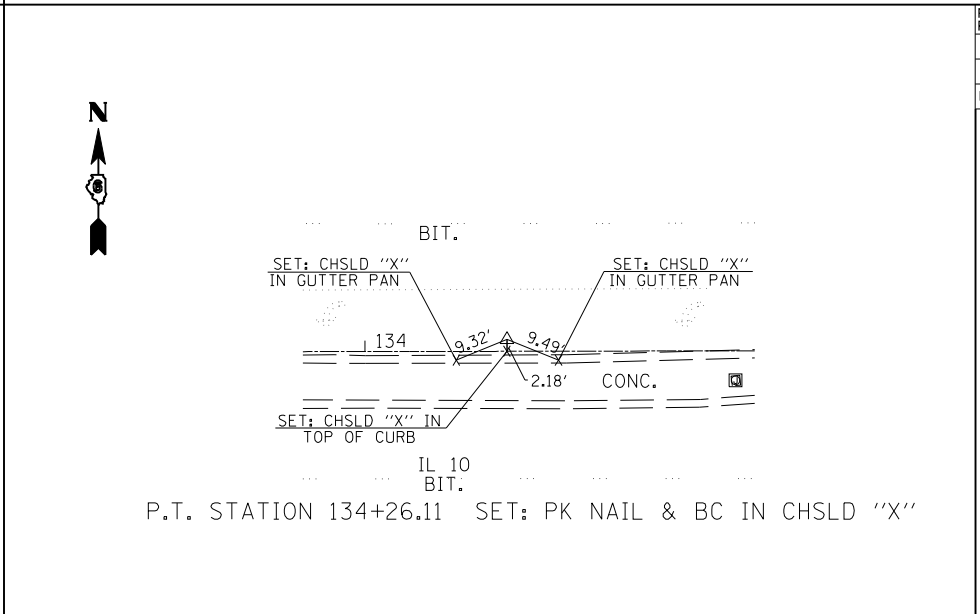 N
6
BIT.
SET: CHSLD "X"
IN GUTTER PAN
SET: CHSLD "X"
IN GUTTER PAN
134
9.32'
9.49'
2.18'
CONC.
SET: CHSLD "X" IN
TOP OF CURB
IL 10
BIT.
P.T. STATION 134+26.11 SET: PK NAIL & BC IN CHSLD "X"